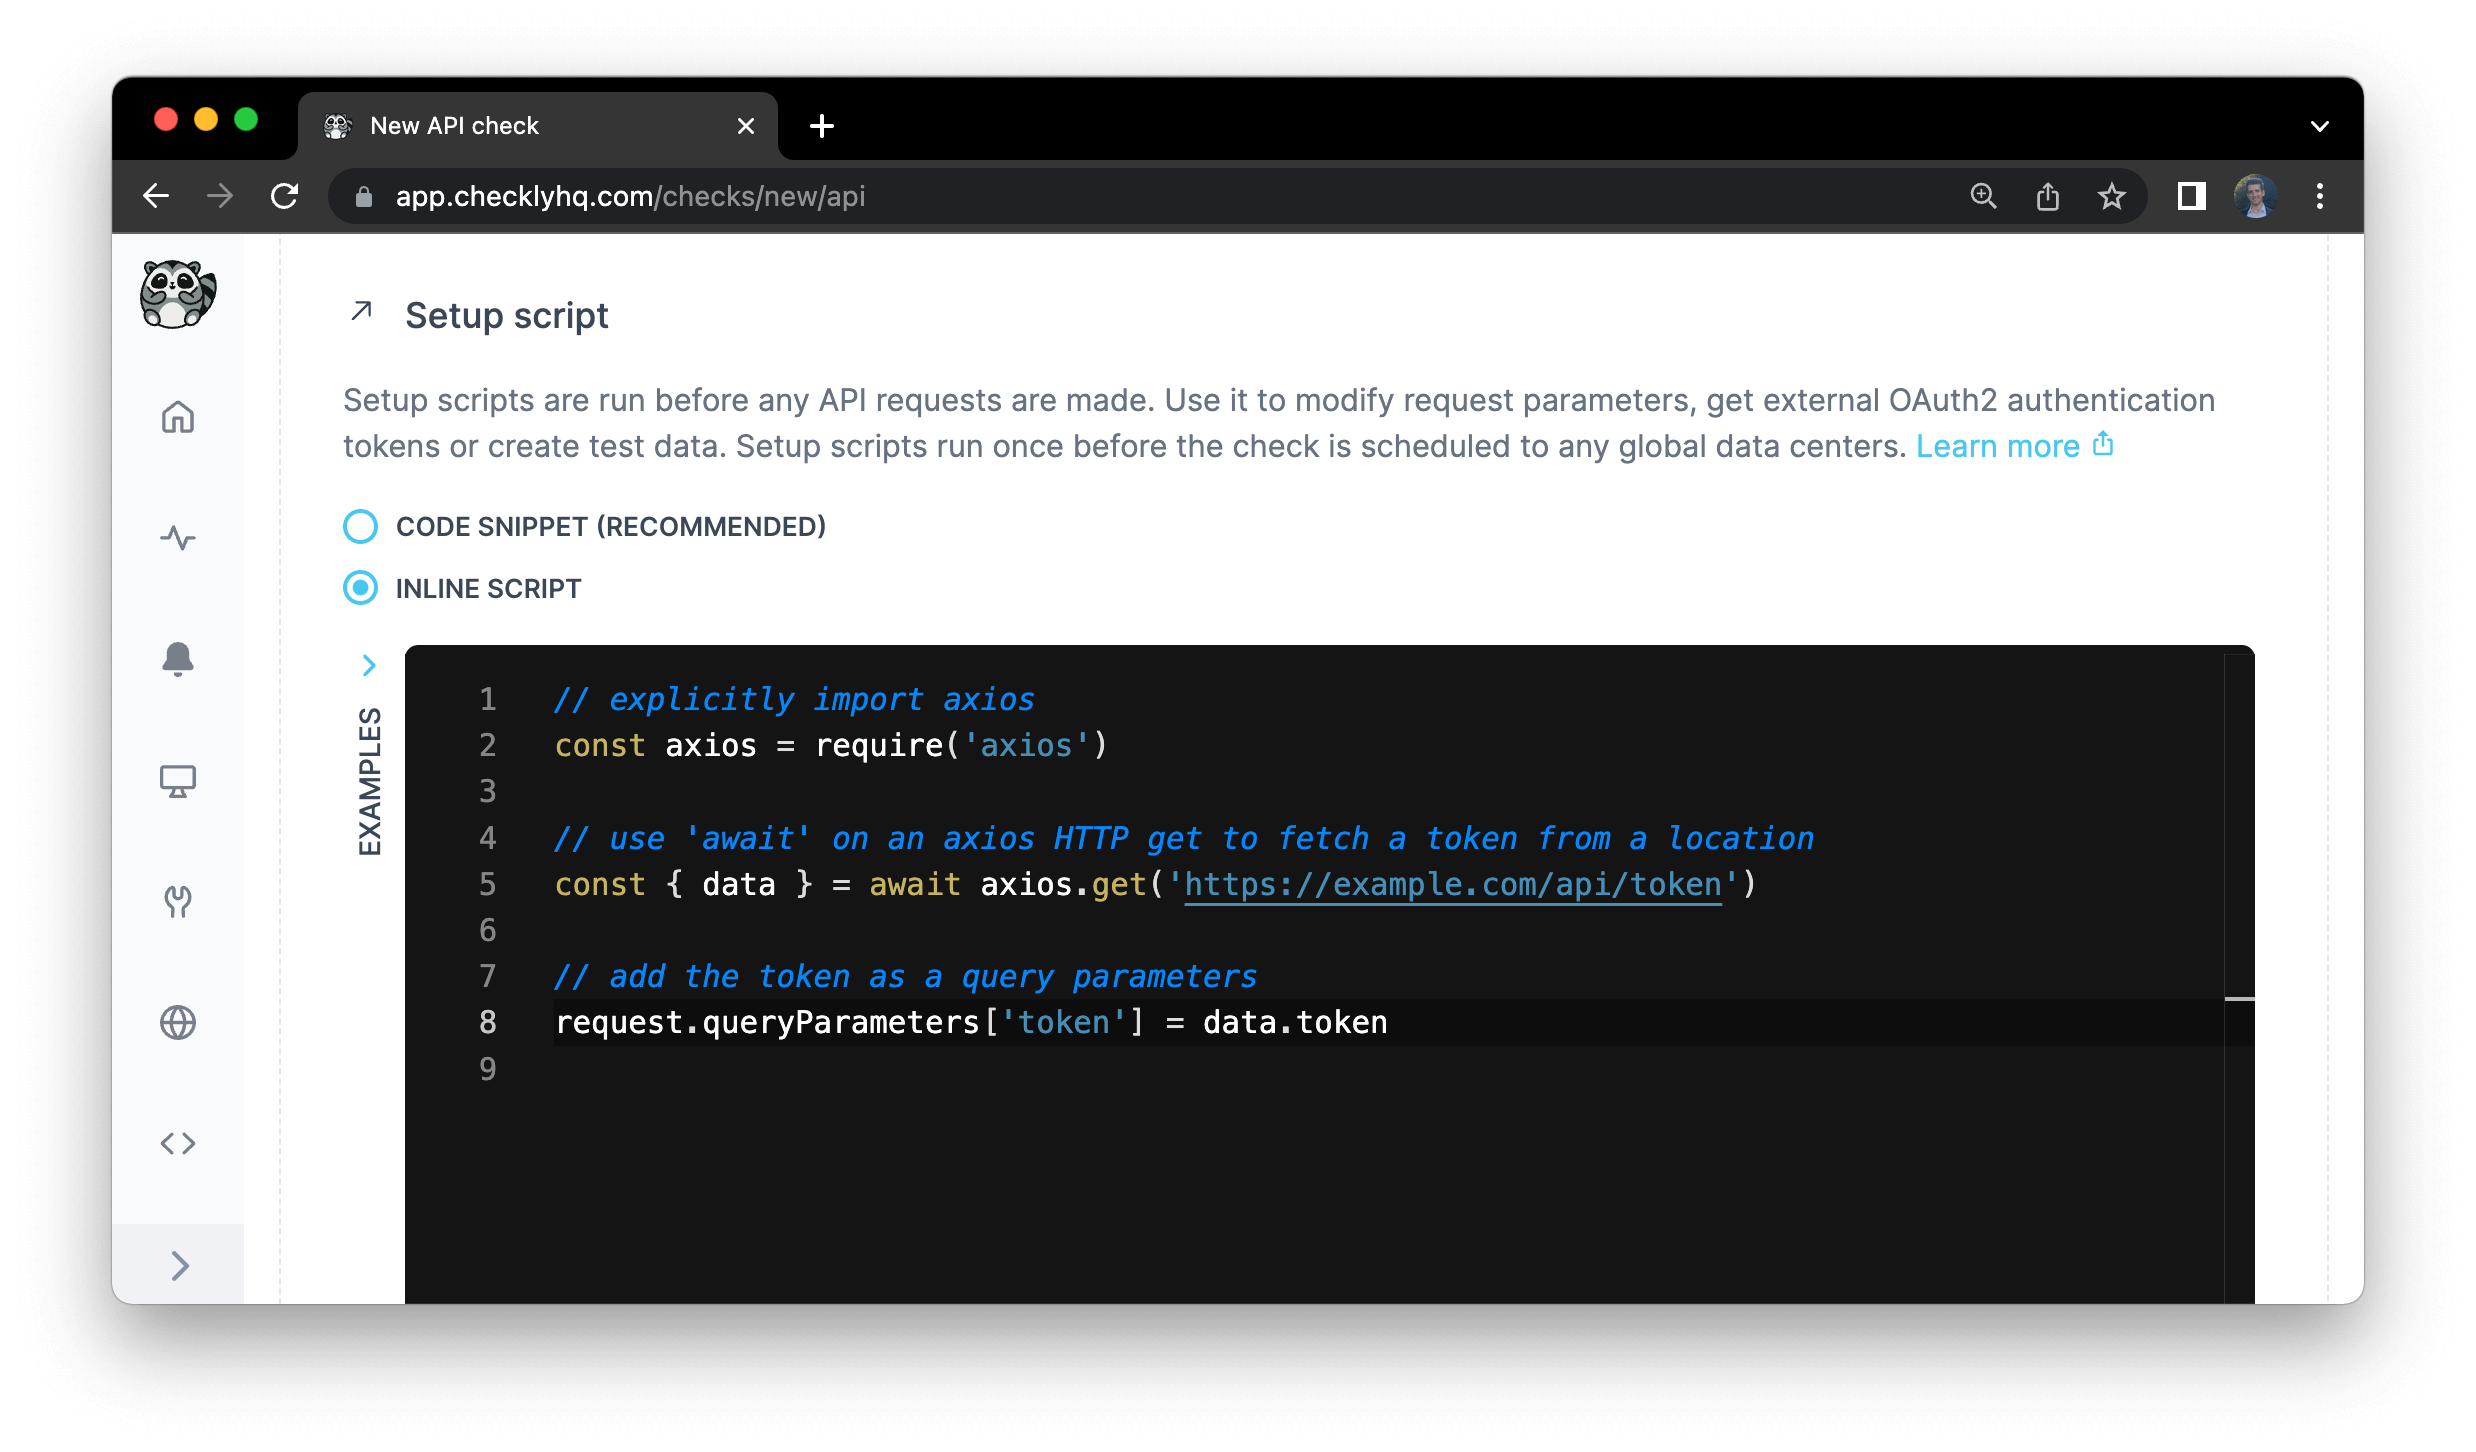 New API check
app.checklyhq.com/checks/new/api
Setup script
Setup scripts are run before any API requests are made. Use it to modify request parameters, get external OAuth2 authentication
tokens or create test data. Setup scripts run once before the check is scheduled to any global data centers. Learn more
CODE SNIPPET (RECOMMENDED)
INLINE SCRIPT
EXAMPLES
1 // explicitly import axios
2 const axios = require('axios')
3
4 // use 'await' on an axios HTTP get to fetch a token from a location
5 const { data } = await axios.get('https://example.com/api/token')
6
7 // add the token as a query parameters
8 request.queryParameters['token'] = data.token
9